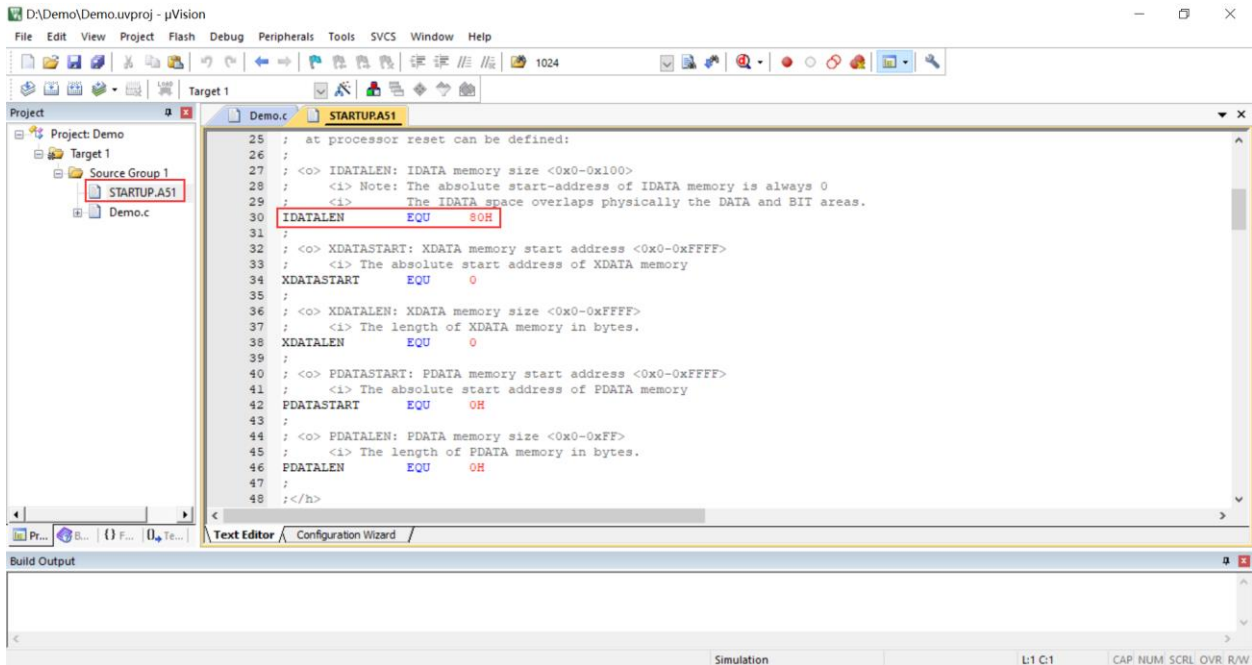 D:\Demo\Demo.uvproj - µVision
File Edit View Project Flash Debug Peripherals Tools SVCS Window Help
1024
Target 1
Project
Demo.c STARTUP.A51
Project: Demo
Target 1
Source Group 1
STARTUP.A51
Demo.c
25 ;  at processor reset can be defined:
26 ;
27 ; <o> IDATALEN: IDATA memory size <0x0-0x100>
28 ;     <i> Note: The absolute start-address of IDATA memory is always 0
29 ;     <i>       The IDATA space overlaps physically the DATA and BIT areas.
30 IDATALEN        EQU     80H
31 ;
32 ; <o> XDATASTART: XDATA memory start address <0x0-0xFFFF>
33 ;     <i> The absolute start address of XDATA memory
34 XDATASTART      EQU     0
35 ;
36 ; <o> XDATALEN: XDATA memory size <0x0-0xFFFF>
37 ;     <i> The length of XDATA memory in bytes.
38 XDATALEN        EQU     0
39 ;
40 ; <o> PDATASTART: PDATA memory start address <0x0-0xFFFF>
41 ;     <i> The absolute start address of PDATA memory
42 PDATASTART      EQU     0H
43 ;
44 ; <o> PDATALEN: PDATA memory size <0x0-0xFF>
45 ;     <i> The length of PDATA memory in bytes.
46 PDATALEN        EQU     0H
47 ;
48 ;</h>
Pr... B... {} F... 0 Te...
Text Editor Configuration Wizard
Build Output
Simulation L:1 C:1 CAP NUM SCRL OVR R/W